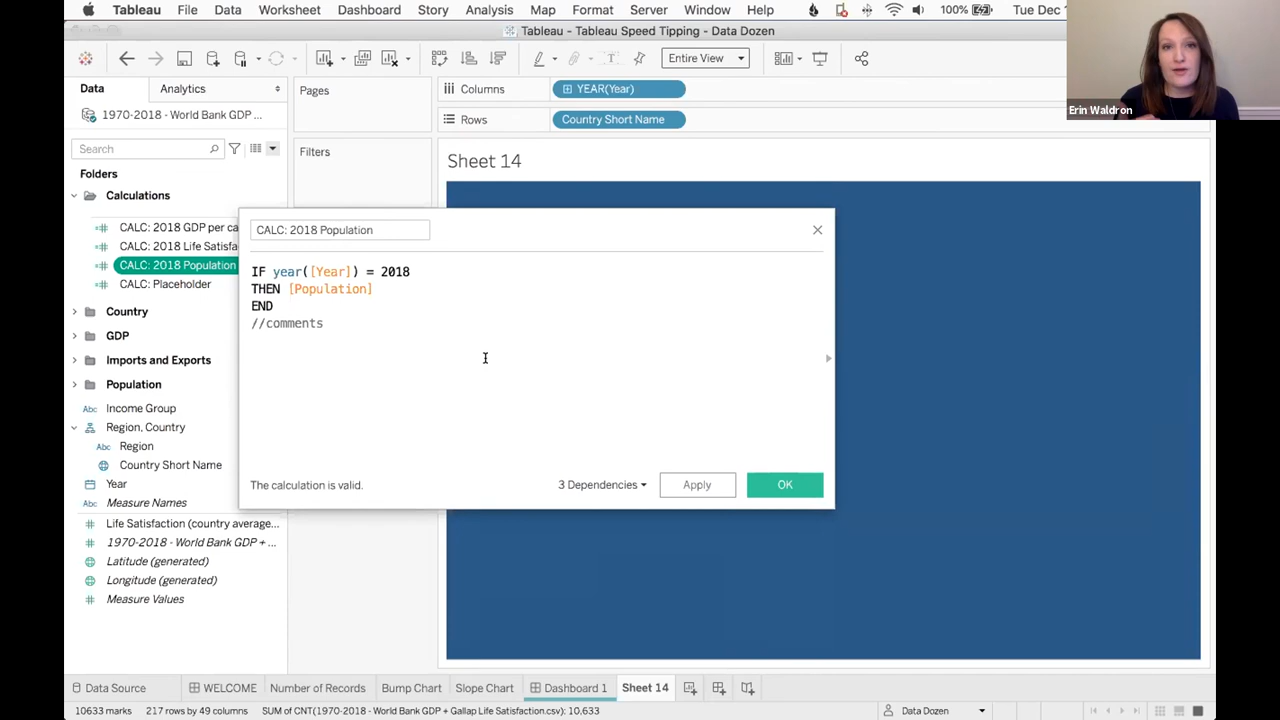 Tableau File Data Worksheet Dashboard Story Analysis Map Format Server Window Help 100% Tue Dec
Tableau - Tableau Speed Tipping - Data Dozen
Entire View
Data Analytics
Pages
Columns YEAR(Year)
1970-2018 - World Bank GDP ...
Erin Waldron
Rows Country Short Name
Search
Filters
Sheet 14
Folders
Calculations
CALC: 2018 GDP per ca
CALC: 2018 Life Satisfa
CALC: 2018 Population
CALC: Placeholder
Country
GDP
Imports and Exports
Population
Abc Income Group
Region, Country
Abc Region
Country Short Name
Year
Abc Measure Names
Life Satisfaction (country average...
1970-2018 - World Bank GDP + ...
Latitude (generated)
Longitude (generated)
Measure Values
CALC: 2018 Population
IF year([Year]) = 2018
THEN [Population]
END
//comments
The calculation is valid.
3 Dependencies
Apply
OK
Data Source WELCOME Number of Records Bump Chart Slope Chart Dashboard 1 Sheet 14
10633 marks 217 rows by 49 columns SUM of CNT(1970-2018 - World Bank GDP + Gallap Life Satisfaction.csv): 10,633 Data Dozen